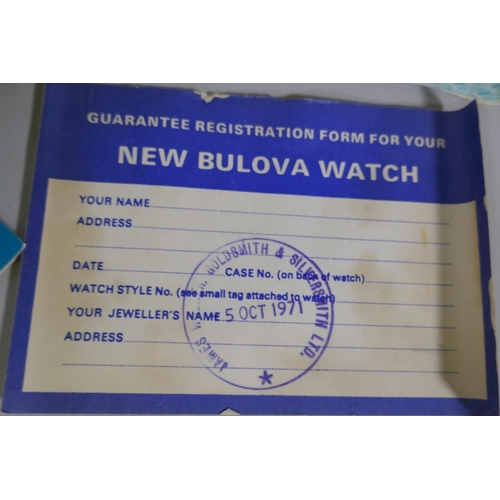 GUARANTEE REGISTRATION FORM FOR YOUR
NEW BULOVA WATCH
YOUR NAME
ADDRESS
DATE CASE No. (on back of watch)
WATCH STYLE No. (see small tag attached to watch)
YOUR JEWELLER'S NAME
ADDRESS
JAMES GOLDSMITH & SILVERSMITH LTD.
5 OCT 1971